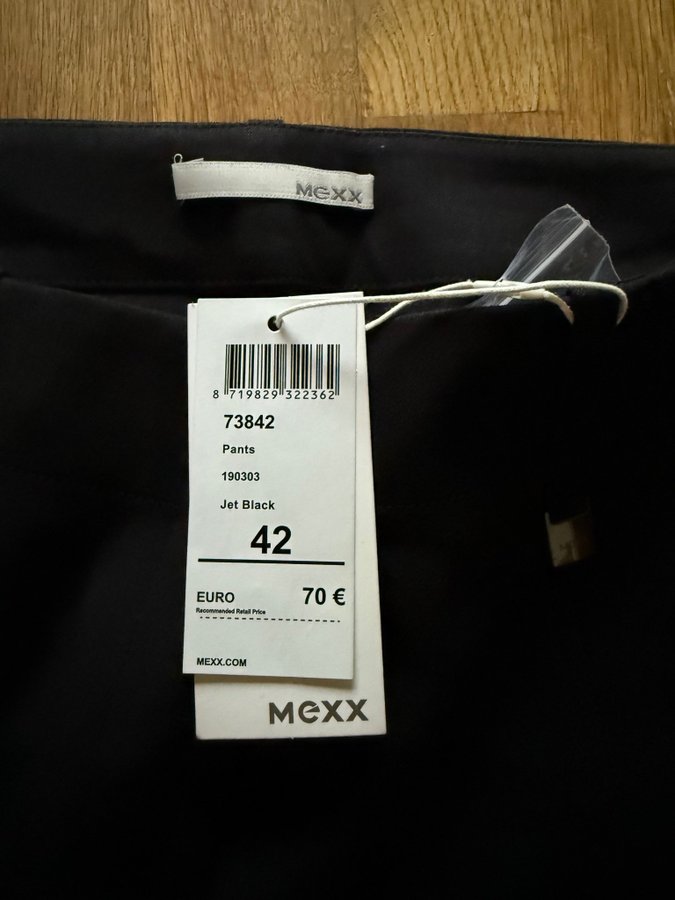 MEXX
8 719829 322362
73842
Pants
190303
Jet Black
42
EURO 70 €
Recommended Retail Price
MEXX.COM
MEXX